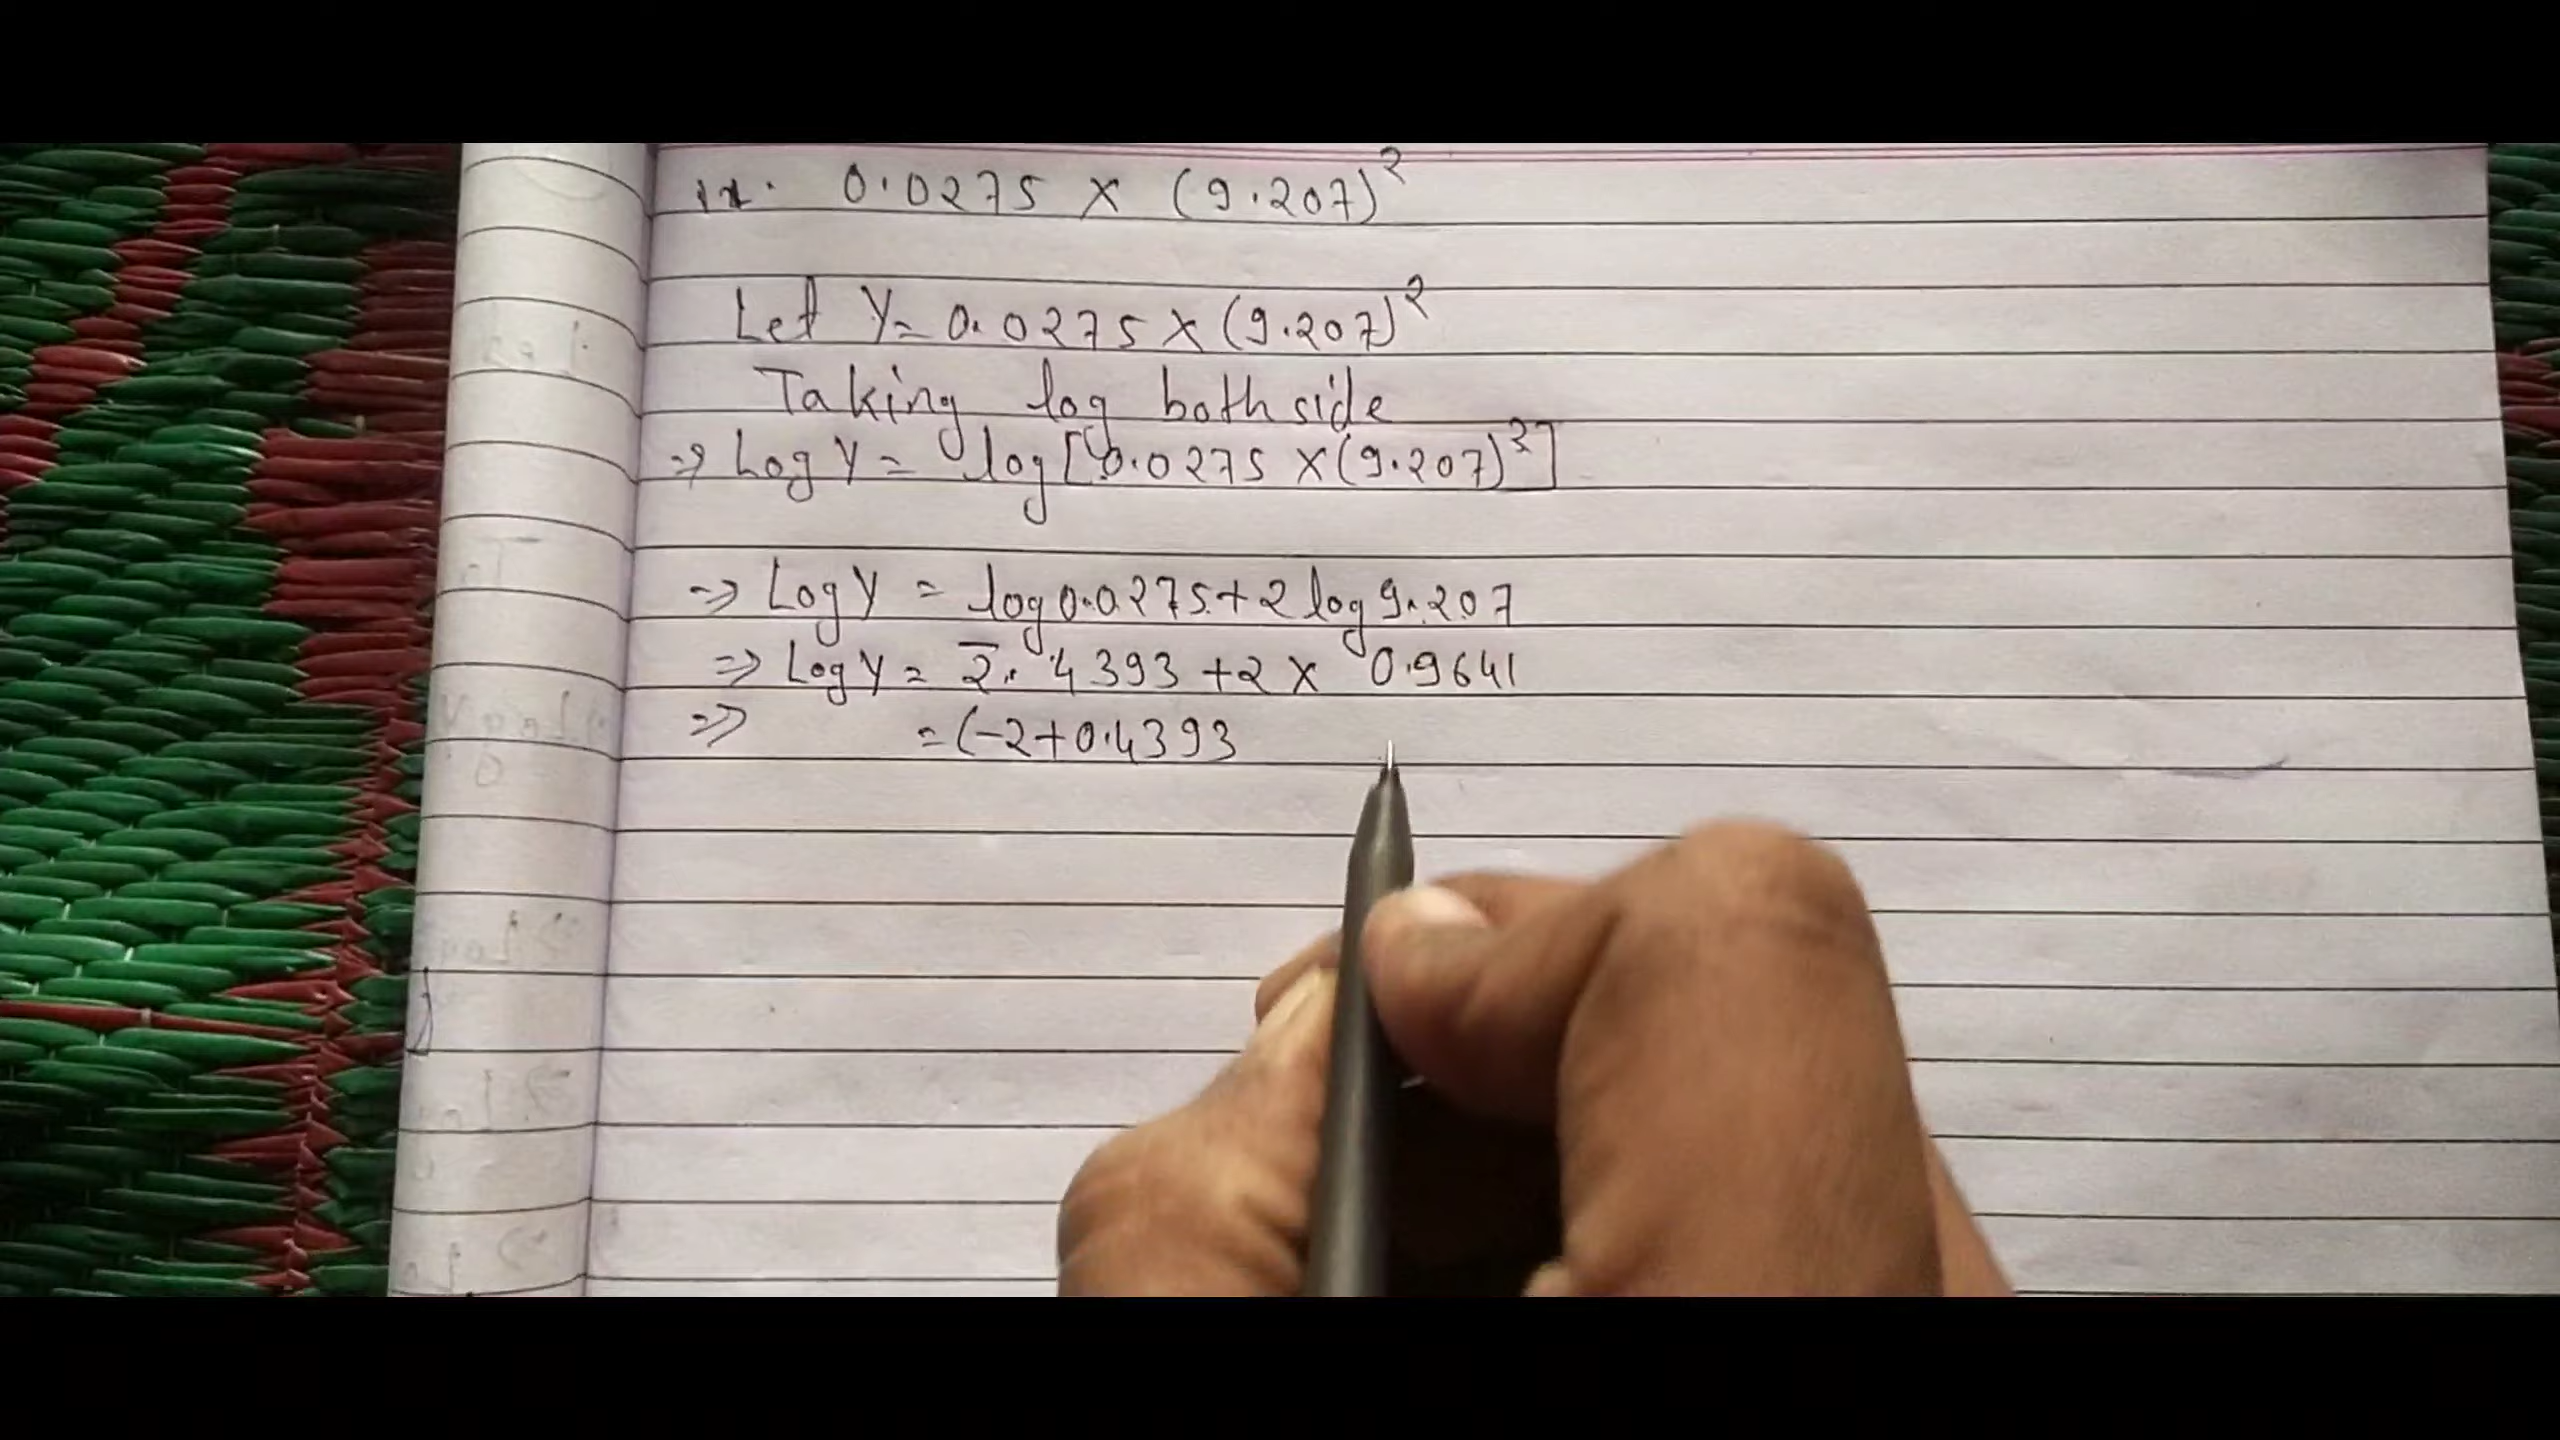 ix. 0.0275 × (9.207)²
Let Y = 0.0275 × (9.207)²
Taking log both side
⇒ Log Y = log[0.0275 × (9.207)²]
⇒ Log Y = log 0.0275 + 2 log 9.207
⇒ Log Y = 2̅.4393 + 2 × 0.9641
⇒ = (-2+0.4393